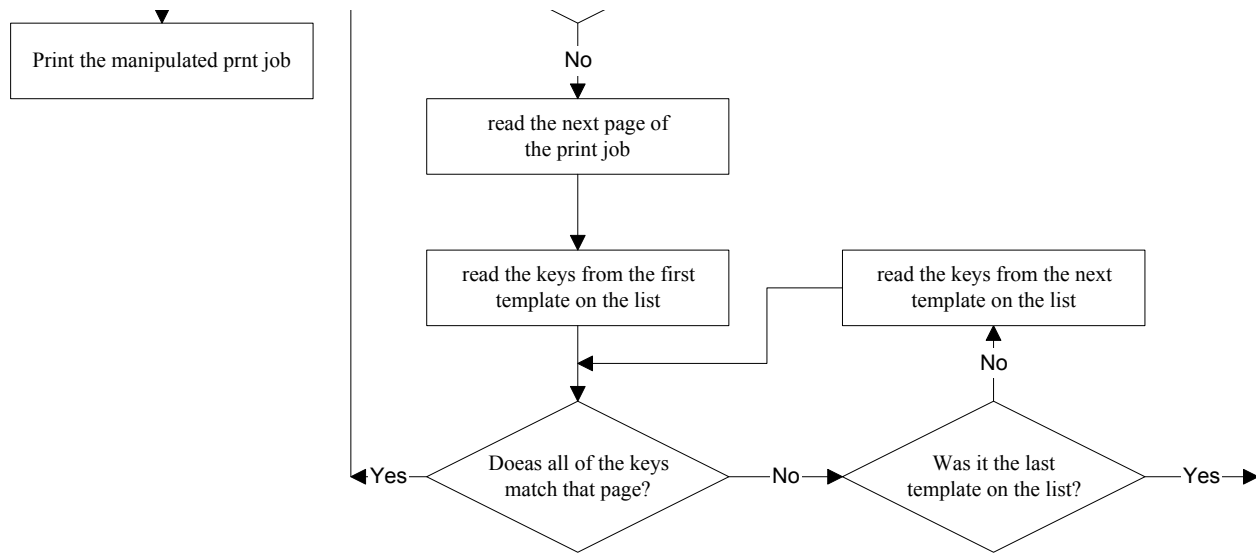 Print the manipulated prnt job
No
read the next page of
the print job
read the keys from the first
template on the list
read the keys from the next
template on the list
No
Yes
Doeas all of the keys
match that page?
No
Was it the last
template on the list?
Yes